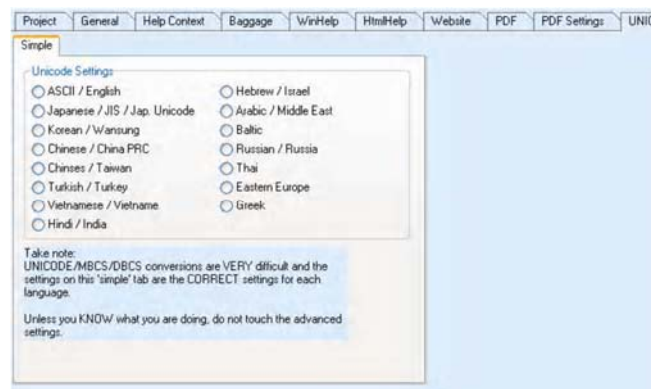 Project General Help Context Baggage WinHelp HtmlHelp Website PDF PDF Settings UNIC
Simple
Unicode Settings
ASCII / English Hebrew / Israel
Japanese / JIS / Jap. Unicode Arabic / Middle East
Korean / Wansung Baltic
Chinese / China PRC Russian / Russia
Chinses / Taiwan Thai
Turkish / Turkey Eastern Europe
Vietnamese / Vietname Greek
Hindi / India
Take note:
UNICODE/MBCS/DBCS conversions are VERY difficult and the
settings on this 'simple' tab are the CORRECT settings for each
language.
Unless you KNOW what you are doing, do not touch the advanced
settings.